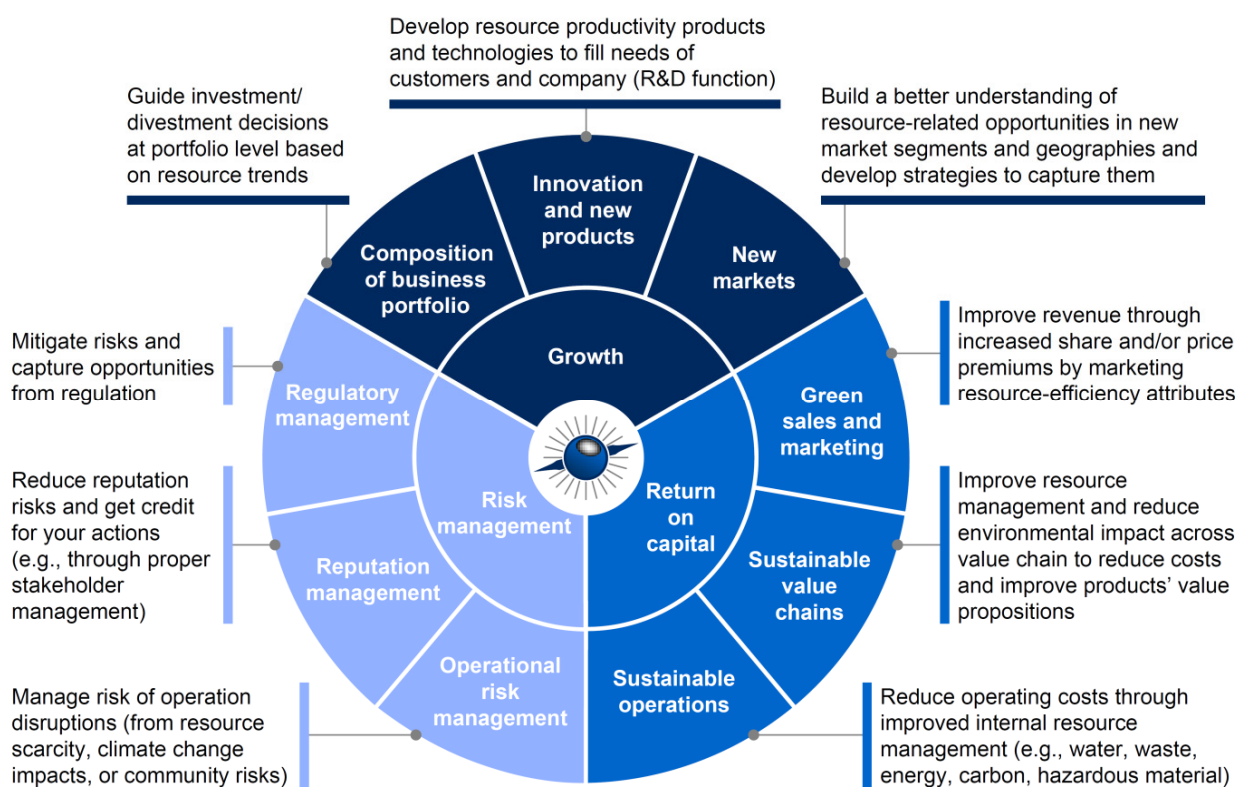 Develop resource productivity products
and technologies to fill needs of
customers and company (R&D function)
Guide investment/
divestment decisions
at portfolio level based
on resource trends
Build a better understanding of
resource-related opportunities in new
market segments and geographies and
develop strategies to capture them
Innovation
and new
products
Composition
of business
portfolio
New
markets
Growth
Mitigate risks and
capture opportunities
from regulation
Regulatory
management
Improve revenue through
increased share and/or price
premiums by marketing
resource-efficiency attributes
Green
sales and
marketing
Reduce reputation
risks and get credit
for your actions
(e.g., through proper
stakeholder
management)
Risk
management
Return
on
capital
Reputation
management
Sustainable
value
chains
Improve resource
management and reduce
environmental impact across
value chain to reduce costs
and improve products’ value
propositions
Operational
risk
management
Sustainable
operations
Manage risk of operation
disruptions (from resource
scarcity, climate change
impacts, or community risks)
Reduce operating costs through
improved internal resource
management (e.g., water, waste,
energy, carbon, hazardous material)